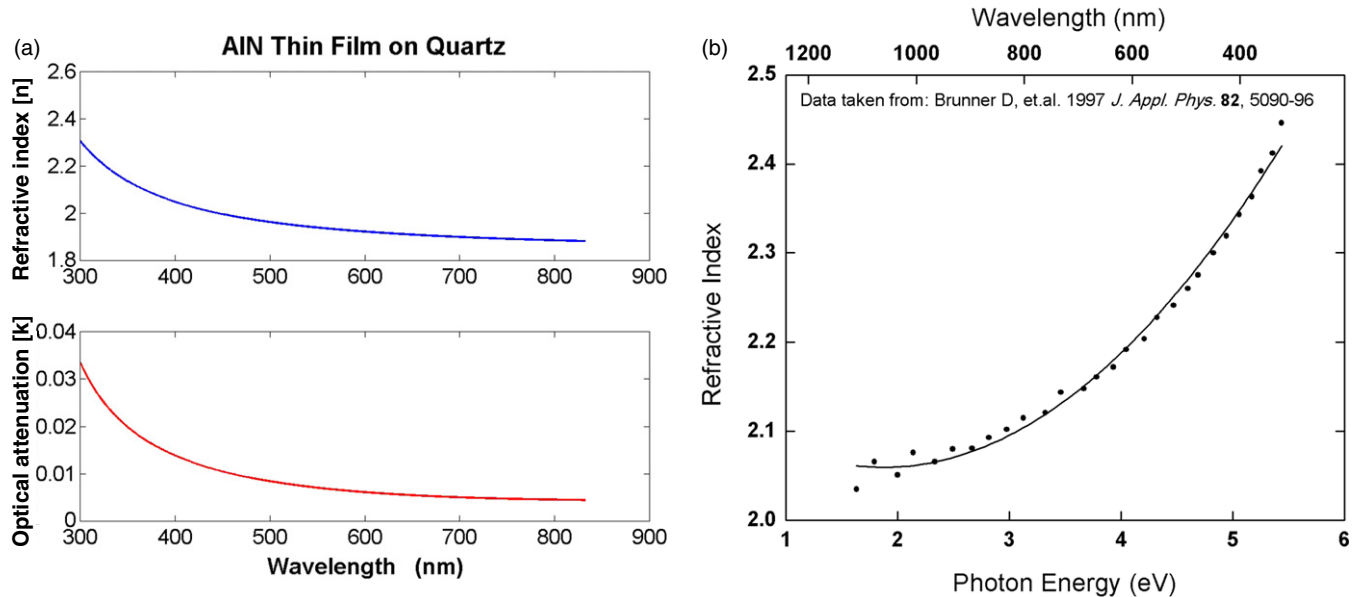 (a)
AlN Thin Film on Quartz
Refractive index [n]
2.6
2.4
2.2
2
1.8
300 400 500 600 700 800 900
Optical attenuation [k]
0.04
0.03
0.02
0.01
0
300 400 500 600 700 800 900
Wavelength (nm)
(b)
Wavelength (nm)
1200 1000 800 600 400
Data taken from: Brunner D, et.al. 1997 J. Appl. Phys. 82, 5090-96
Refractive Index
2.5
2.4
2.3
2.2
2.1
2.0
1 2 3 4 5 6
Photon Energy (eV)